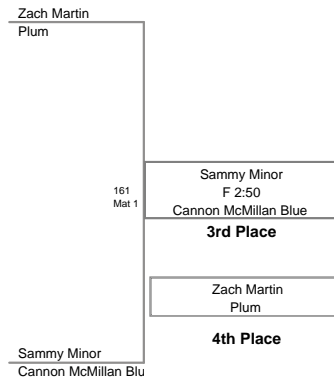 Zach Martin
Plum
161
Mat 1
Sammy Minor
F 2:50
Cannon McMillan Blue
3rd Place
Zach Martin
Plum
4th Place
Sammy Minor
Cannon McMillan Blu